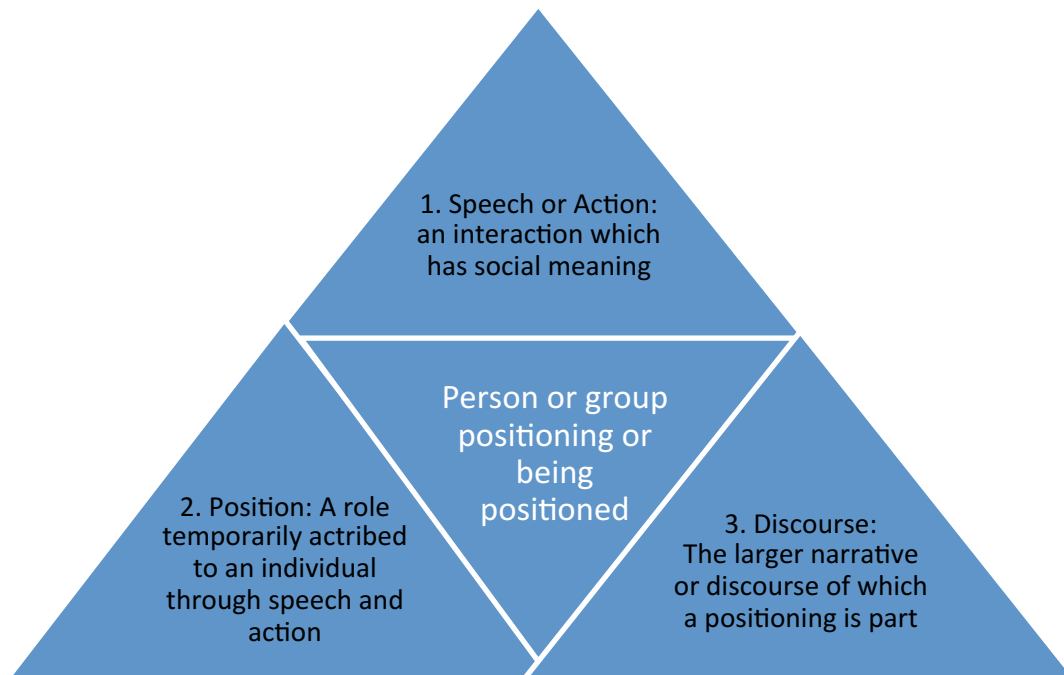 1. Speech or Action:
an interaction which
has social meaning
Person or group
positioning or
being
positioned
2. Position: A role
temporarily actribed
to an individual
through speech and
action
3. Discourse:
The larger narrative
or discourse of which
a positioning is part